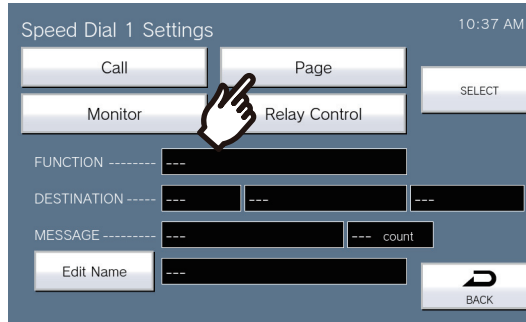 Speed Dial 1 Settings 10:37 AM
Call Page
SELECT
Monitor Relay Control
FUNCTION -------- ---
DESTINATION ----- --- --- ---
MESSAGE --------- --- --- count
Edit Name ---
BACK